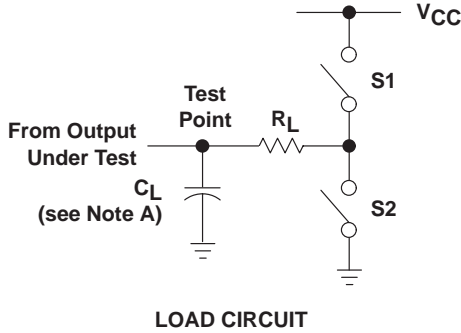 VCC
S1
Test
Point
RL
From Output
Under Test
CL
(see Note A)
S2
LOAD CIRCUIT